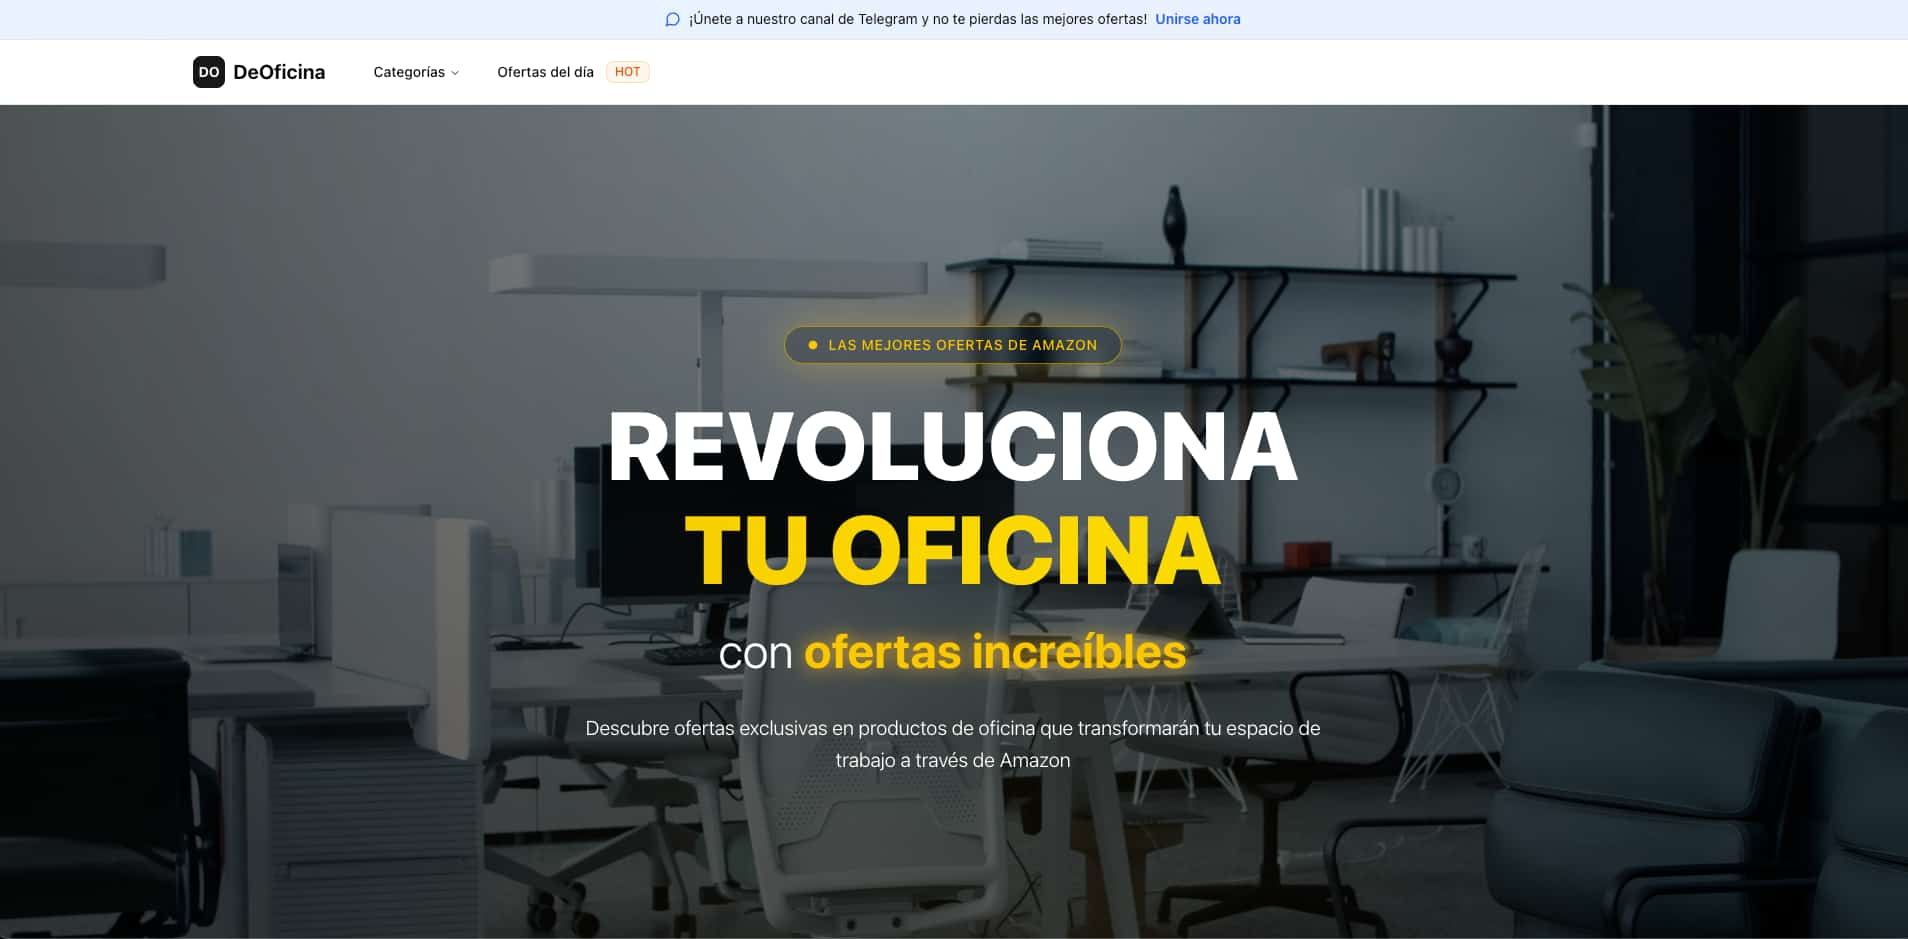 ¡Únete a nuestro canal de Telegram y no te pierdas las mejores ofertas! Unirse ahora
DO DeOficina Categorías Ofertas del día HOT
LAS MEJORES OFERTAS DE AMAZON
REVOLUCIONA
TU OFICINA
con ofertas increíbles
Descubre ofertas exclusivas en productos de oficina que transformarán tu espacio de
trabajo a través de Amazon